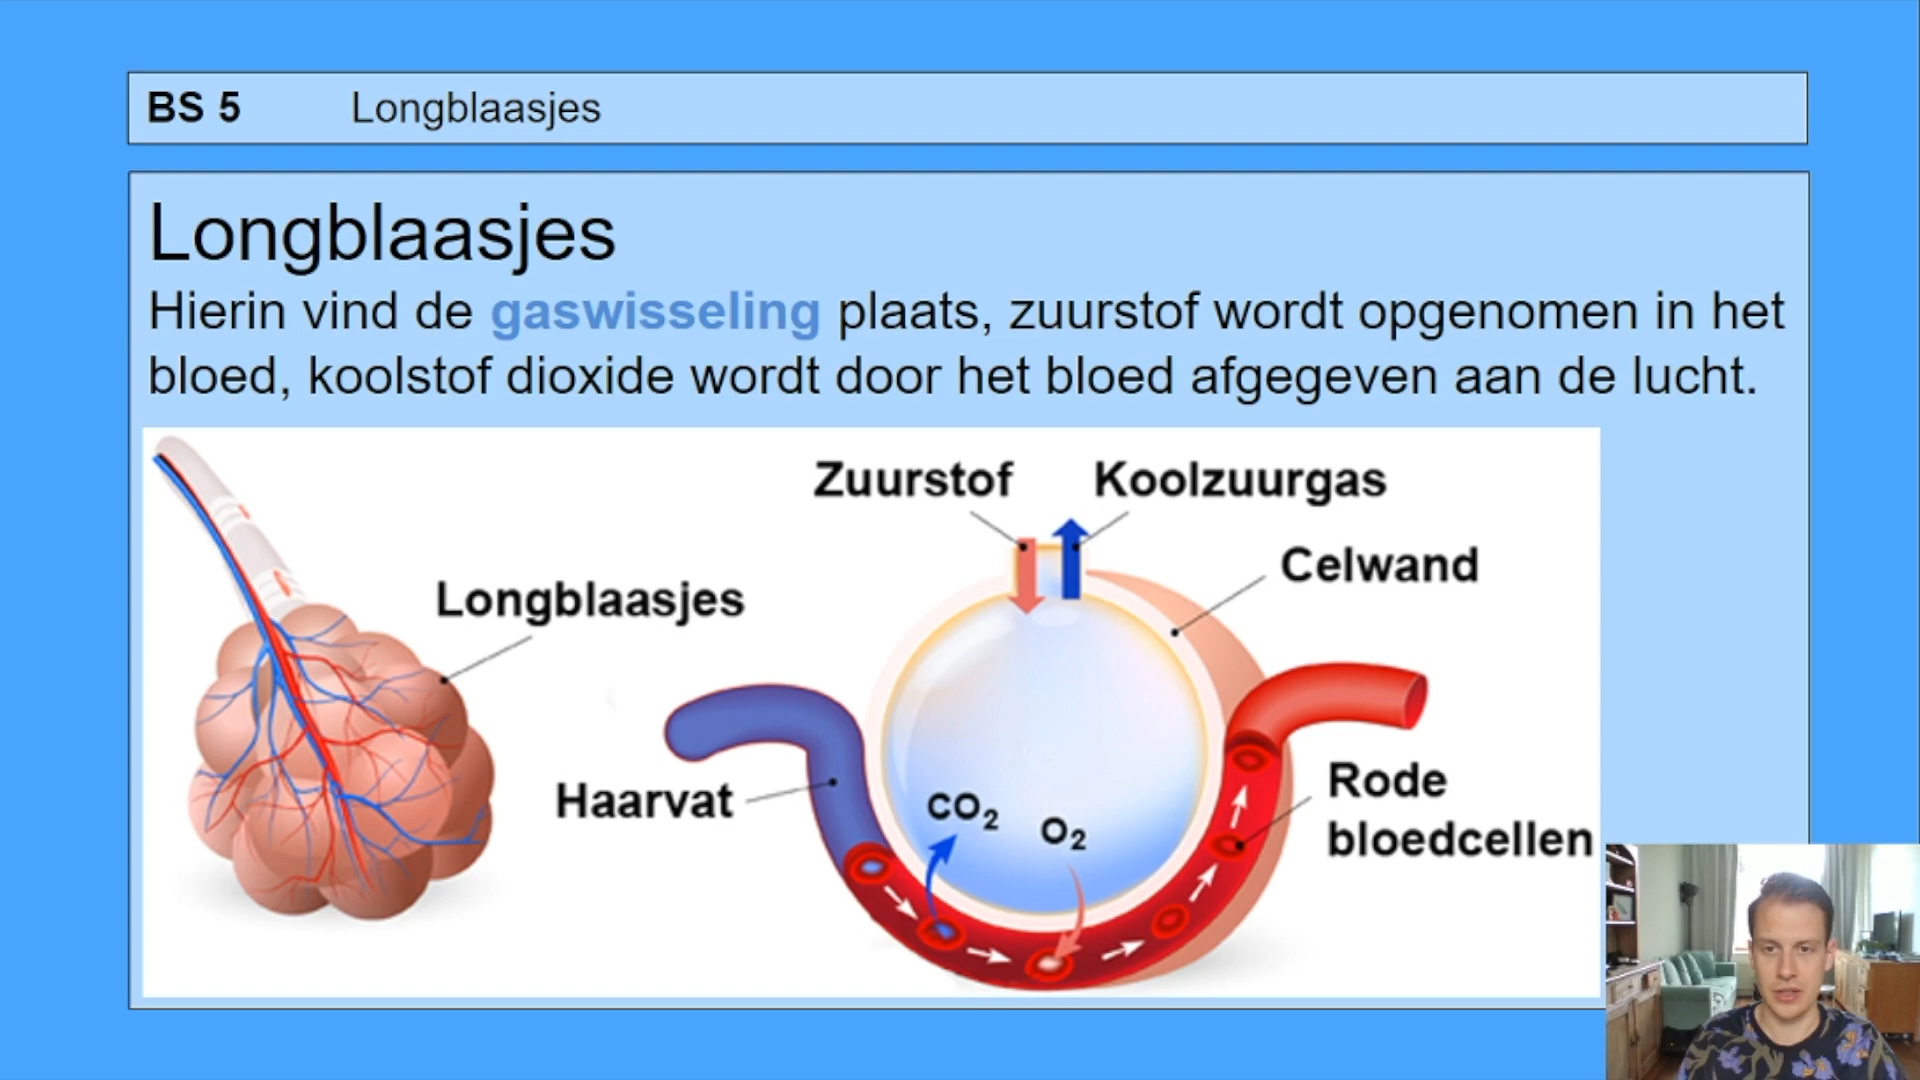 BS 5 Longblaasjes
Longblaasjes
Hierin vind de gaswisseling plaats, zuurstof wordt opgenomen in het
bloed, koolstof dioxide wordt door het bloed afgegeven aan de lucht.
Zuurstof Koolzuurgas
Celwand
Longblaasjes
Haarvat
CO₂
O₂
Rode
bloedcellen